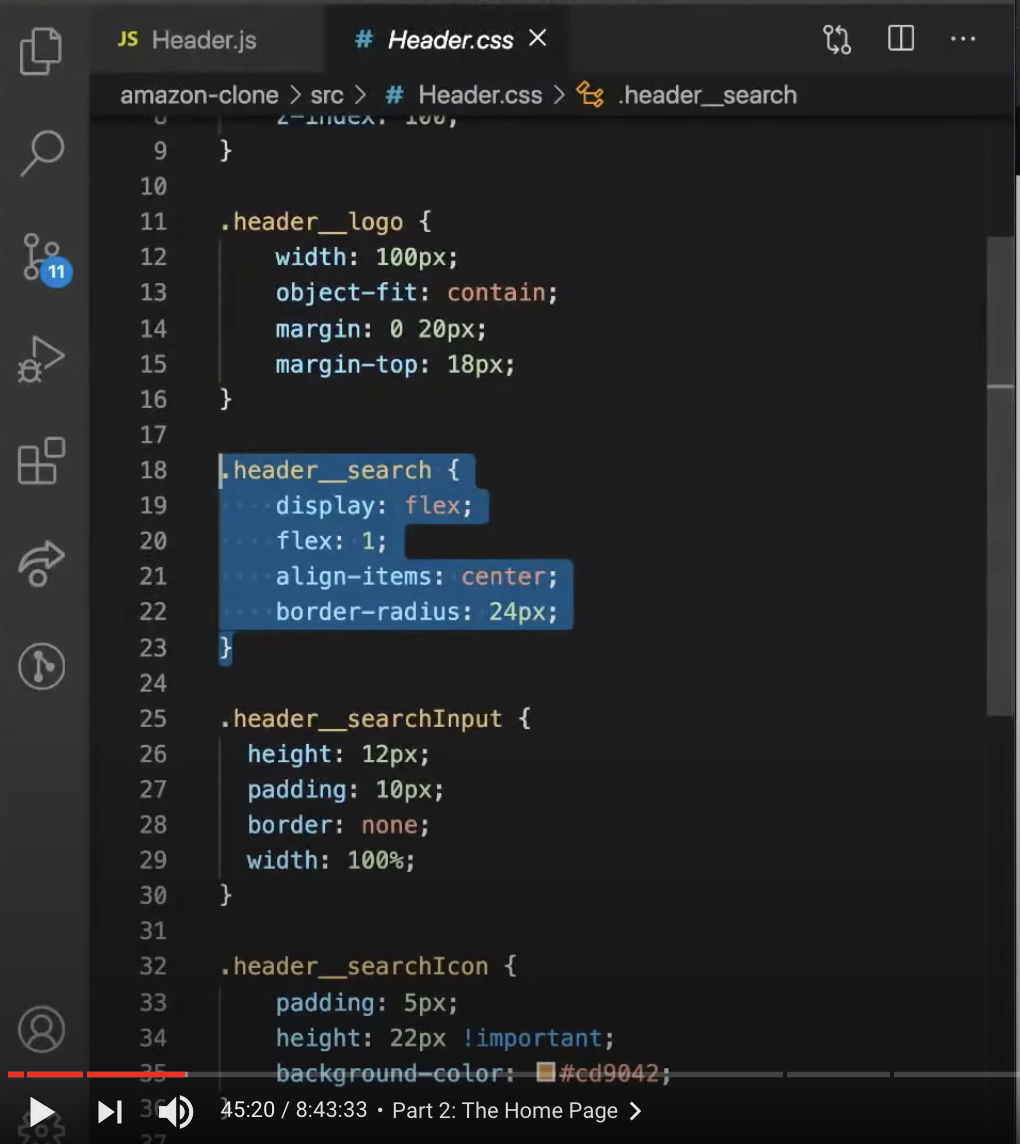 JS Header.js # Header.css
amazon-clone > src > # Header.css > .header__search
8 z-index: 100;
9 }
10
11 .header__logo {
12 width: 100px;
13 object-fit: contain;
14 margin: 0 20px;
15 margin-top: 18px;
16 }
17
18 .header__search {
19 display: flex;
20 flex: 1;
21 align-items: center;
22 border-radius: 24px;
23 }
24
25 .header__searchInput {
26 height: 12px;
27 padding: 10px;
28 border: none;
29 width: 100%;
30 }
31
32 .header__searchIcon {
33 padding: 5px;
34 height: 22px !important;
35 background-color: #cd9042;
36 }
45:20 / 8:43:33 • Part 2: The Home Page >
37
11